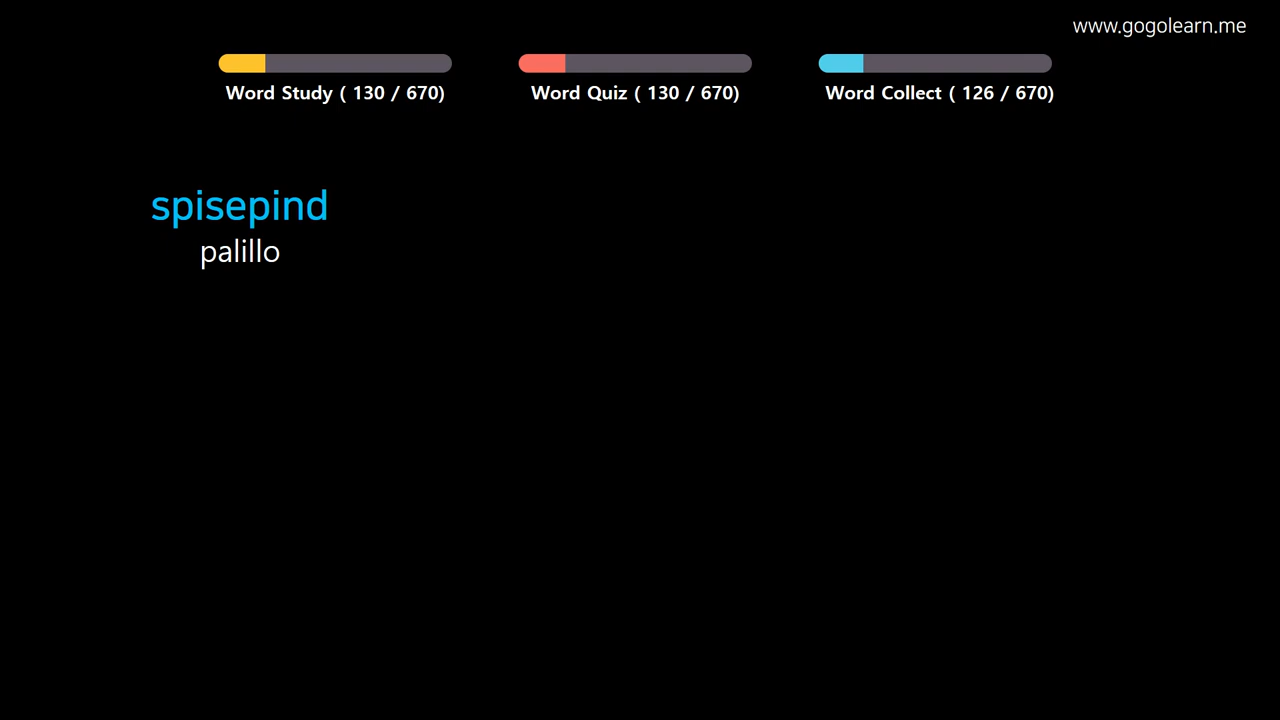 www.gogolearn.me
Word Study ( 130 / 670)
Word Quiz ( 130 / 670)
Word Collect ( 126 / 670)
spisepind
palillo